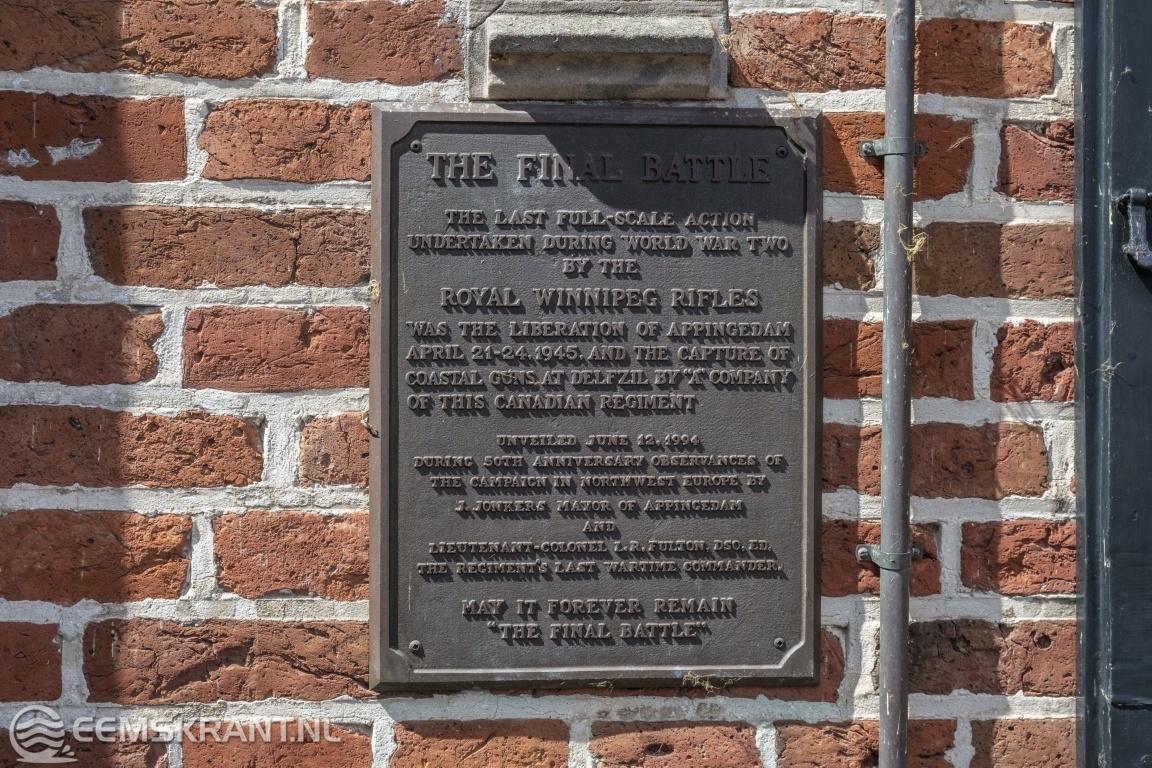 THE FINAL BATTLE
THE LAST FULL-SCALE ACTION
UNDERTAKEN DURING WORLD WAR TWO
BY THE
ROYAL WINNIPEG RIFLES
WAS THE LIBERATION OF APPINGEDAM
APRIL 21-24, 1945, AND THE CAPTURE OF
COASTAL GUNS, AT DELFZIL BY "A" COMPANY
OF THIS CANADIAN REGIMENT
UNVEILED JUNE 12, 1994
DURING 50TH ANNIVERSARY OBSERVANCES OF
THE CAMPAIGN IN NORTHWEST EUROPE BY
J. JONKERS MAYOR OF APPINGEDAM
AND
LIEUTENANT-COLONEL L.R. FULTON, DSO, ED.
THE REGIMENT'S LAST WARTIME COMMANDER.
MAY IT FOREVER REMAIN
"THE FINAL BATTLE"
EEMSKRANT.NL